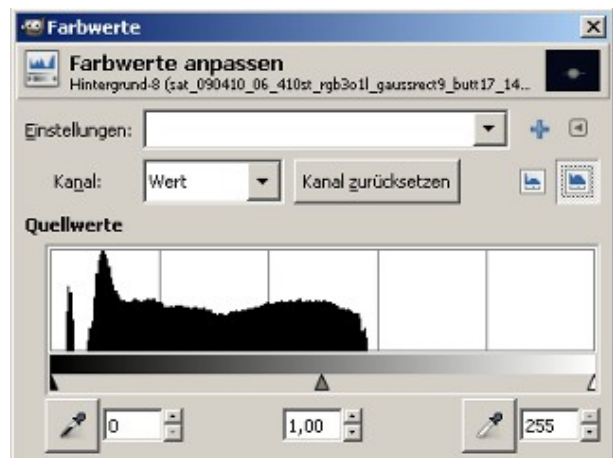 Farbwerte
Farbwerte anpassen
Hintergrund-8 (sat_090410_06_410st_rgb3o1l_gaussrect9_butt17_14...
Einstellungen:
Kanal: Wert Kanal zurücksetzen
Quellwerte
0 1,00 255